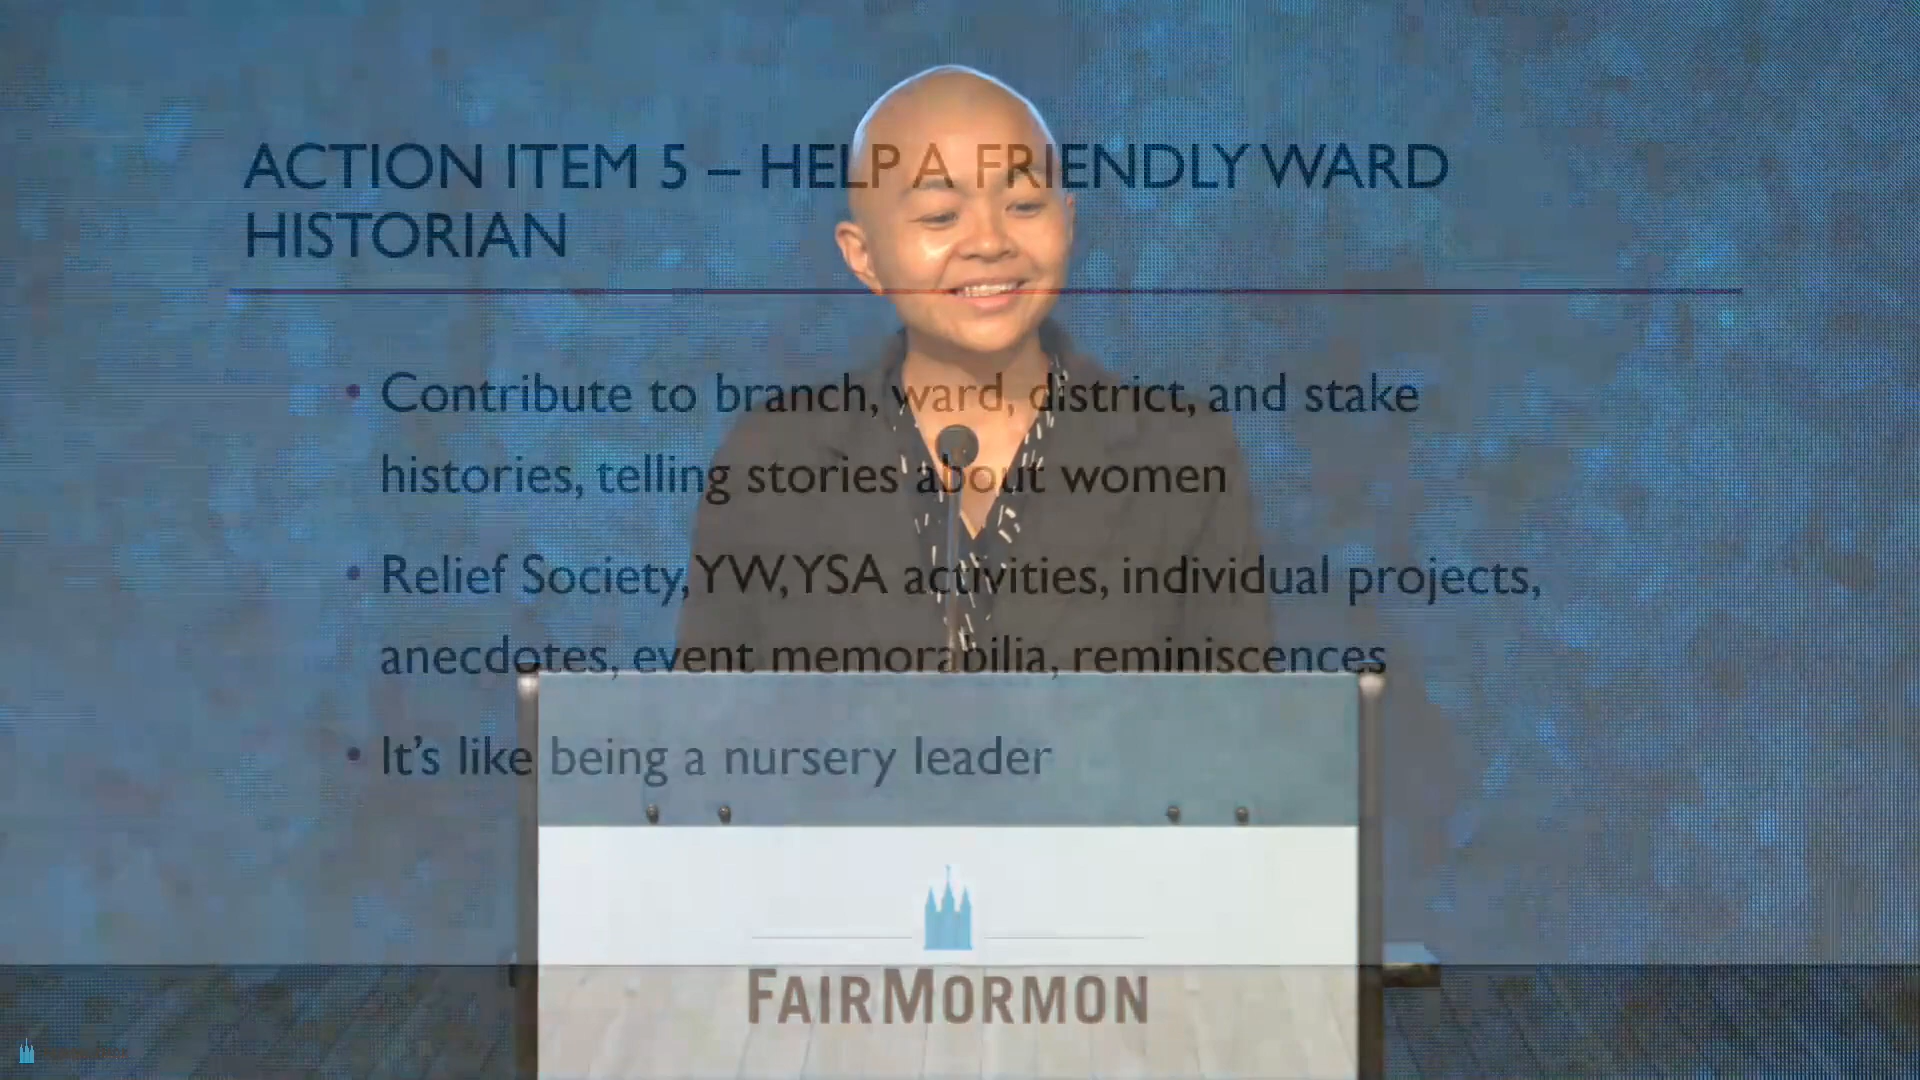 ACTION ITEM 5 – HELP A FRIENDLY WARD
HISTORIAN
• Contribute to branch, ward, district, and stake
histories, telling stories about women
• Relief Society, YW, YSA activities, individual projects,
anecdotes, event memorabilia, reminiscences
• It's like being a nursery leader
FAIRMORMON